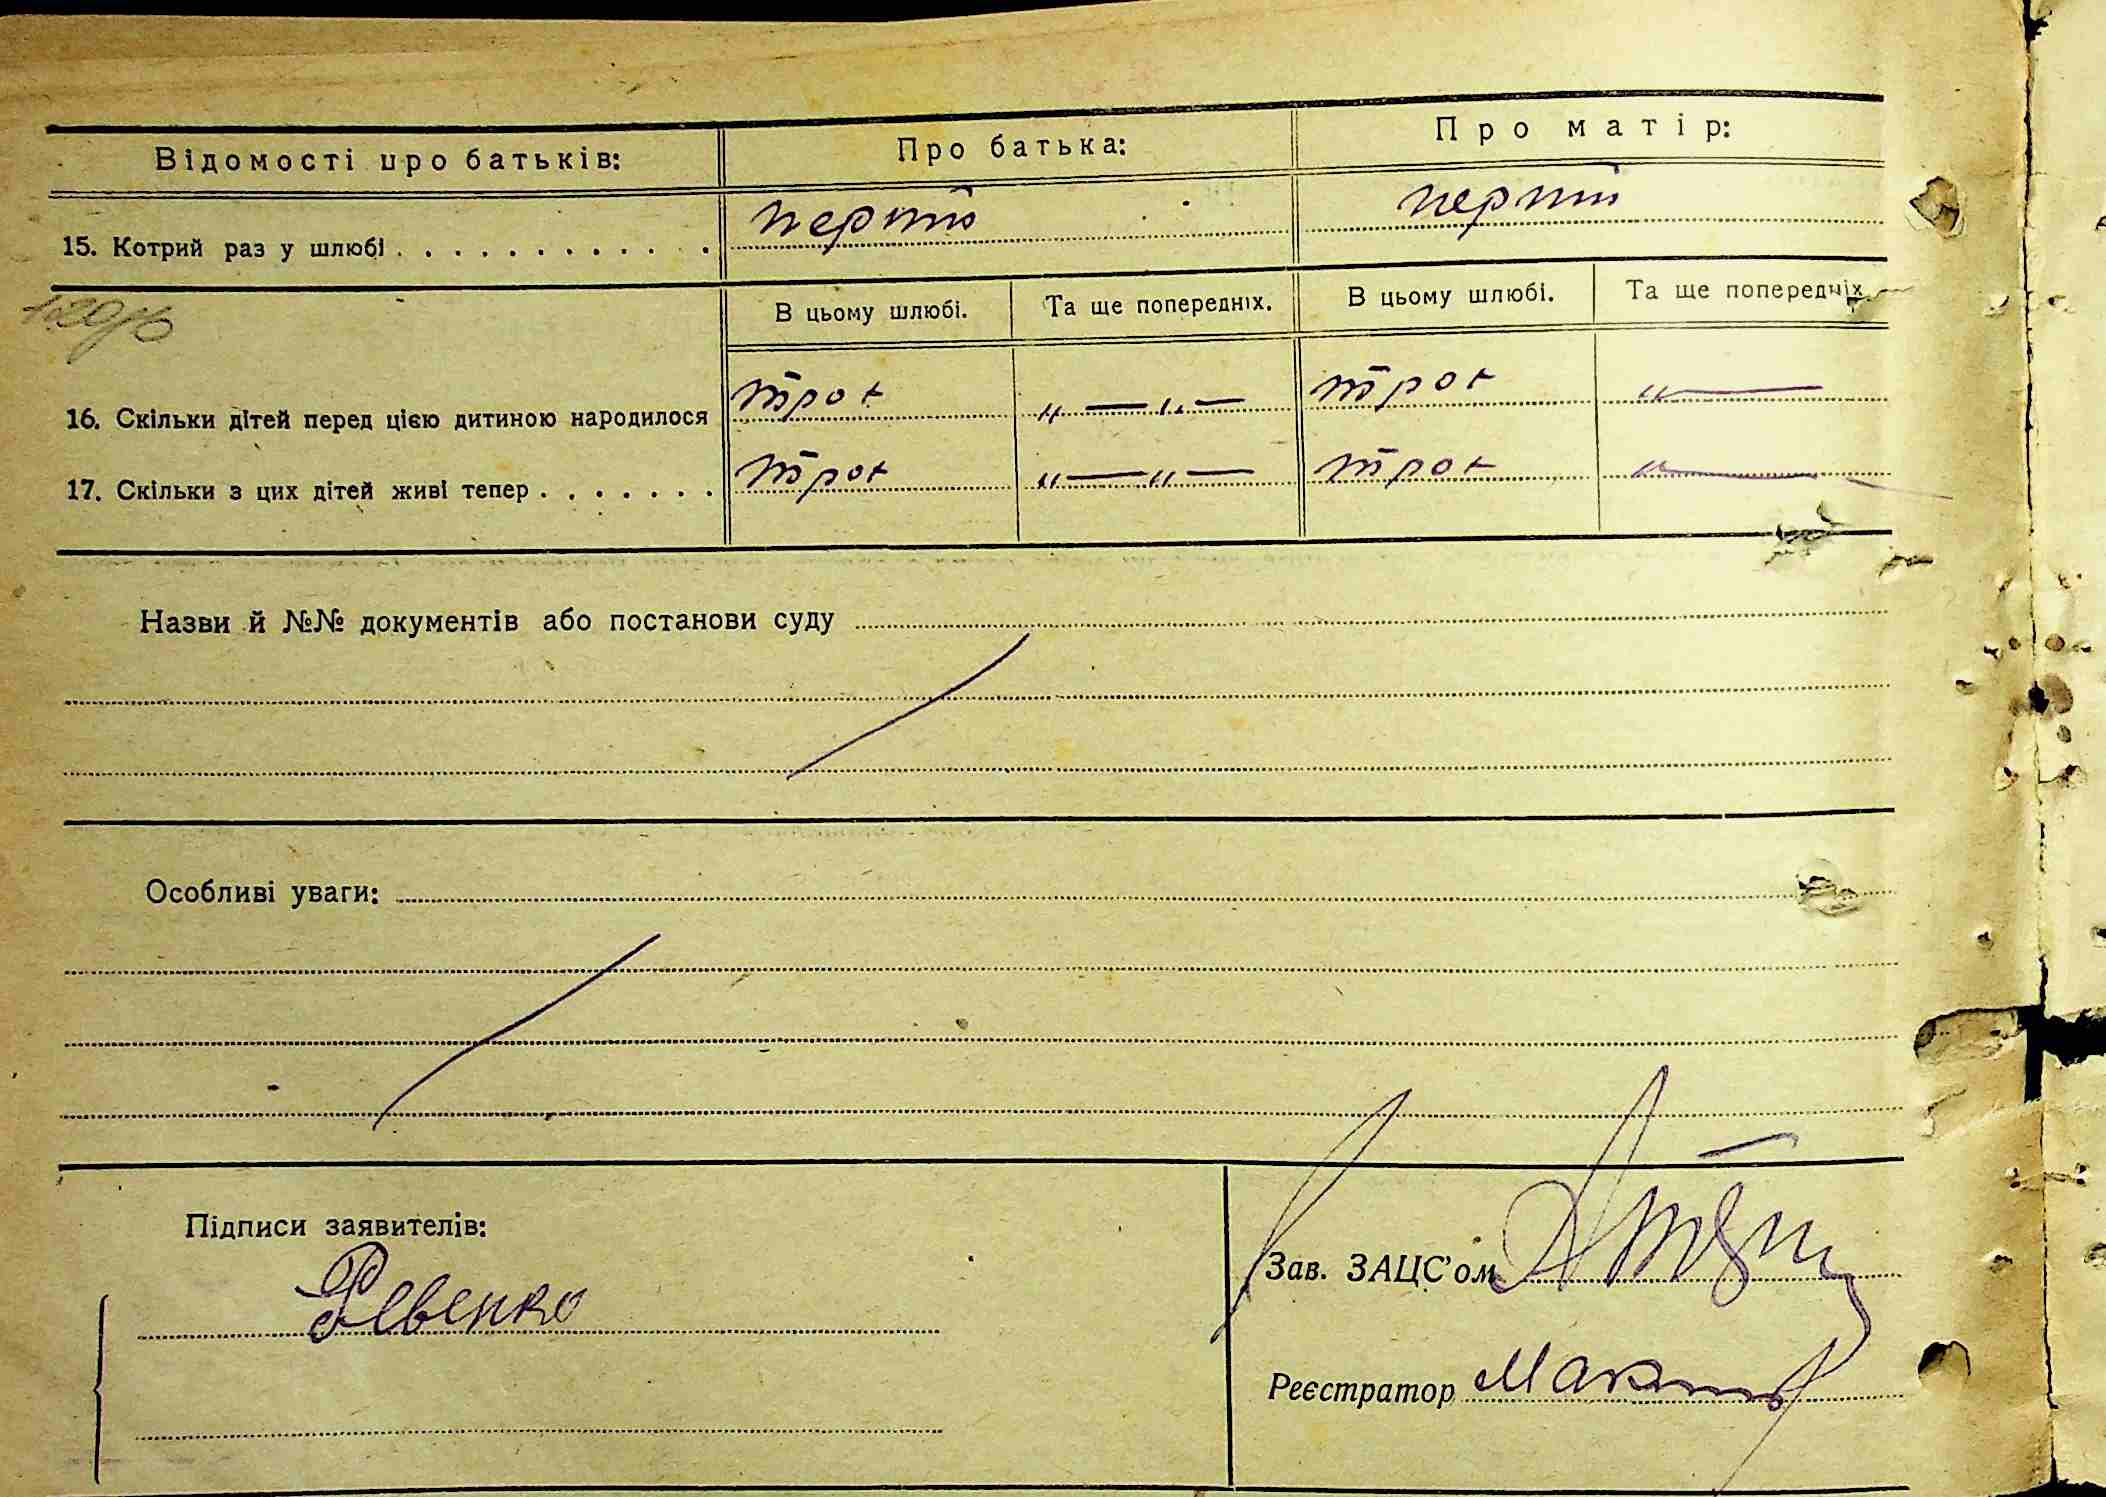 Відомості про батьків: Про батька: Про матір:
15. Котрий раз у шлюбі . . . . . . . . . . . . перший перший
В цьому шлюбі. Та ще попередніх. В цьому шлюбі. Та ще попередніх.
16. Скільки дітей перед цією дитиною народилося троє „ — „ — троє „ —
17. Скільки з цих дітей живі тепер . . . . . . . троє „ — „ — троє „ —
Назви й №№ документів або постанови суду
Особливі уваги:
Підписи заявителів:
Ревенко
Зав. ЗАЦС'ом
Реєстратор